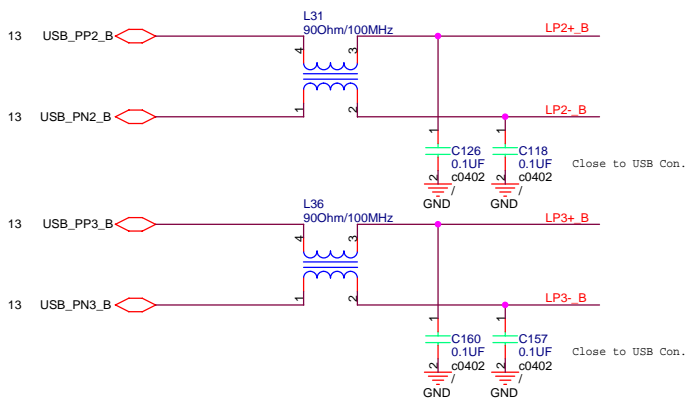 L31
90Ohm/100MHz
13 USB_PP2_B
4 3
LP2+_B
13 USB_PN2_B
1 2
LP2-_B
1 1
C126 C118
0.1UF 0.1UF
Close to USB Con.
2 c0402 2 c0402
/ /
GND GND
L36
90Ohm/100MHz
13 USB_PP3_B
4 3
LP3+_B
13 USB_PN3_B
1 2
LP3-_B
1 1
C160 C157
0.1UF 0.1UF
Close to USB Con.
2 c0402 2 c0402
/ /
GND GND